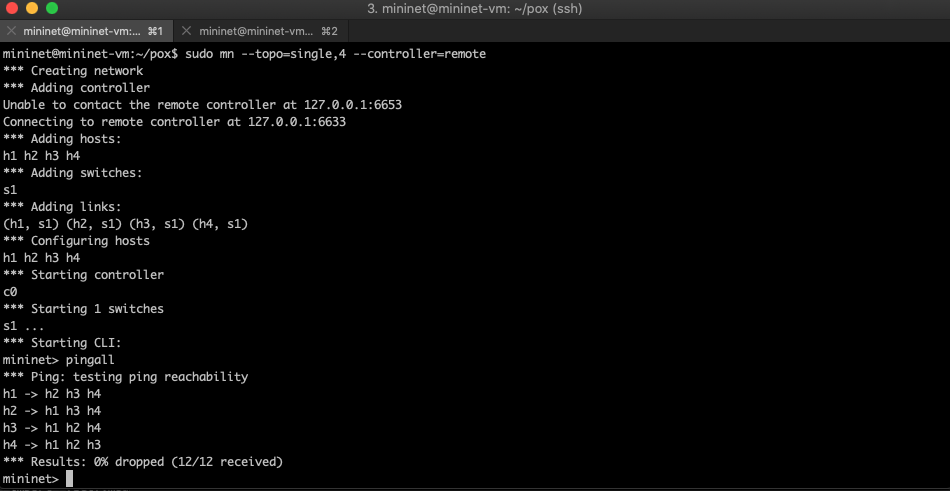 3. mininet@mininet-vm: ~/pox (ssh)
mininet@mininet-vm:... ⌘1
mininet@mininet-vm... ⌘2
mininet@mininet-vm:~/pox$ sudo mn --topo=single,4 --controller=remote
*** Creating network
*** Adding controller
Unable to contact the remote controller at 127.0.0.1:6653
Connecting to remote controller at 127.0.0.1:6633
*** Adding hosts:
h1 h2 h3 h4
*** Adding switches:
s1
*** Adding links:
(h1, s1) (h2, s1) (h3, s1) (h4, s1)
*** Configuring hosts
h1 h2 h3 h4
*** Starting controller
c0
*** Starting 1 switches
s1 ...
*** Starting CLI:
mininet> pingall
*** Ping: testing ping reachability
h1 -> h2 h3 h4
h2 -> h1 h3 h4
h3 -> h1 h2 h4
h4 -> h1 h2 h3
*** Results: 0% dropped (12/12 received)
mininet>